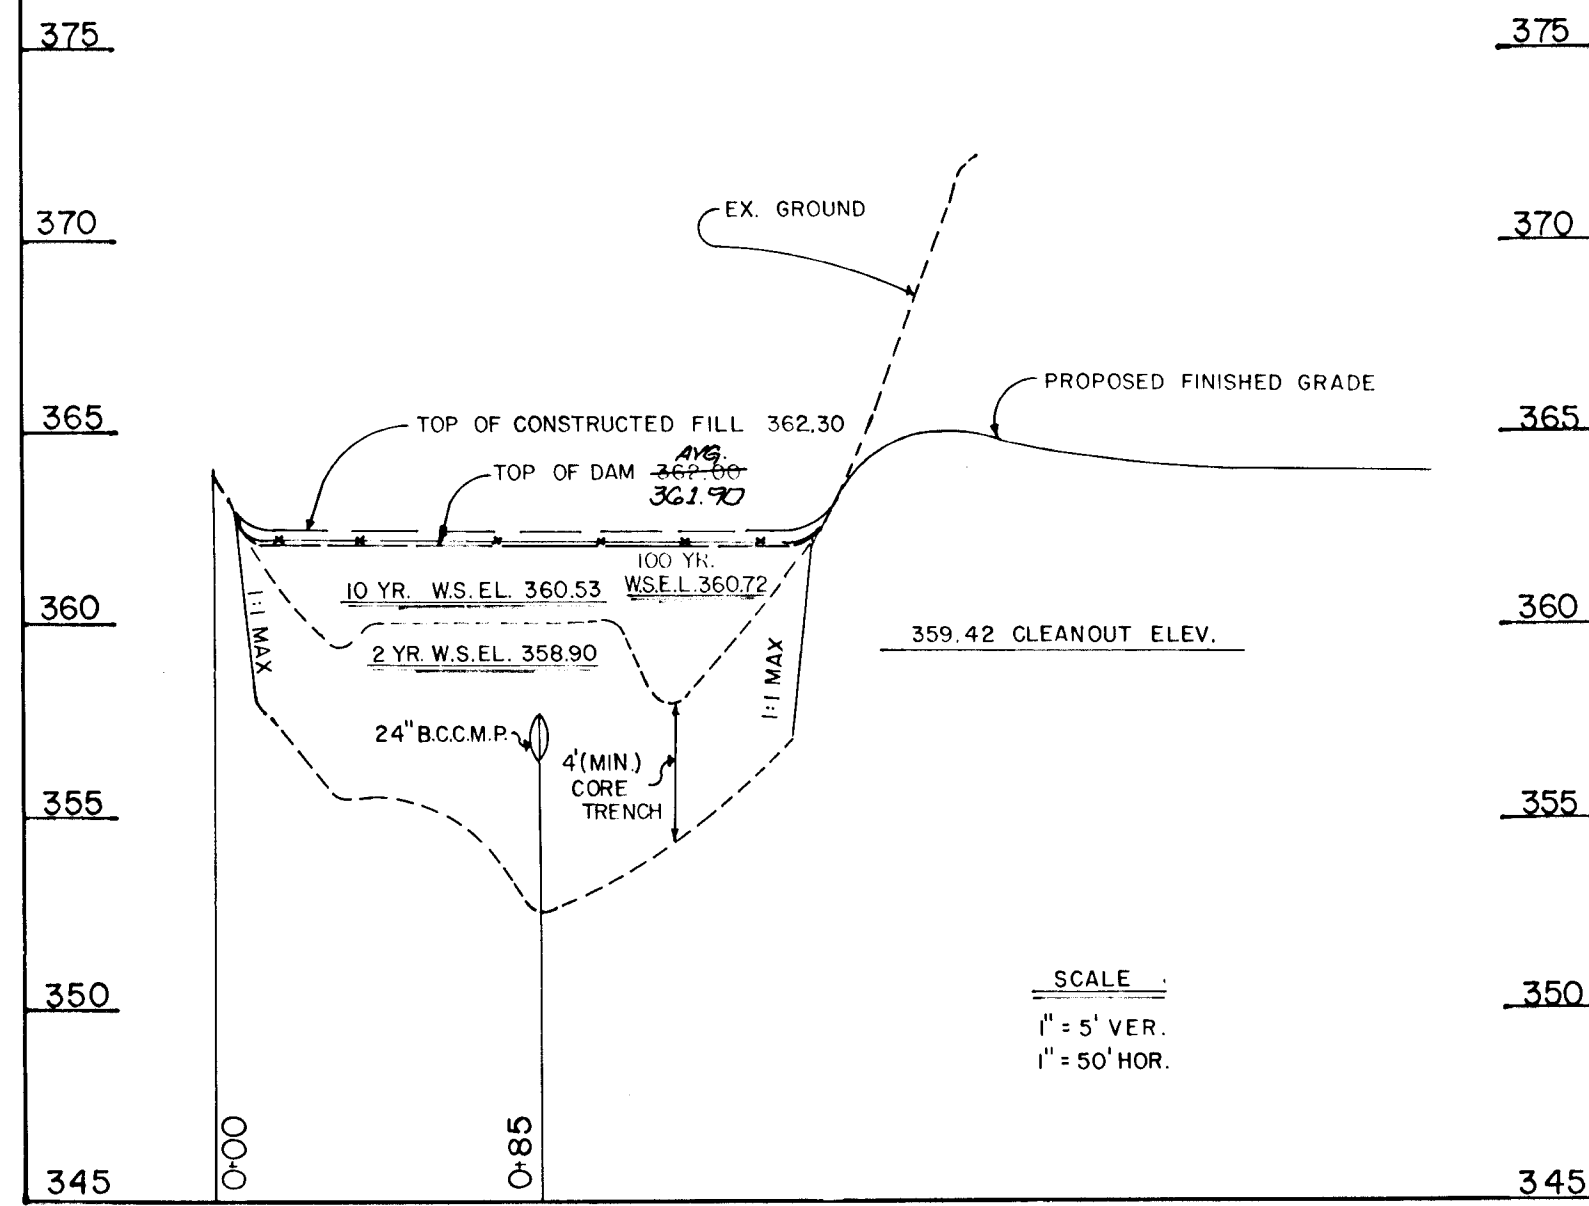 375
375
EX. GROUND
370
370
PROPOSED FINISHED GRADE
365
TOP OF CONSTRUCTED FILL 362.30
365
AVG.
TOP OF DAM 362.00
361.90
100 YR.
W.S.E.L. 360.72
10 YR. W.S. EL. 360.53
1:1 MAX
360
360
359.42 CLEANOUT ELEV.
2 YR. W.S.EL. 358.90
1:1 MAX
24" B.C.C.M.P.
4' (MIN.)
CORE
TRENCH
355
355
SCALE
350
350
1" = 5' VER.
1" = 50' HOR.
0+00
0+85
345
345